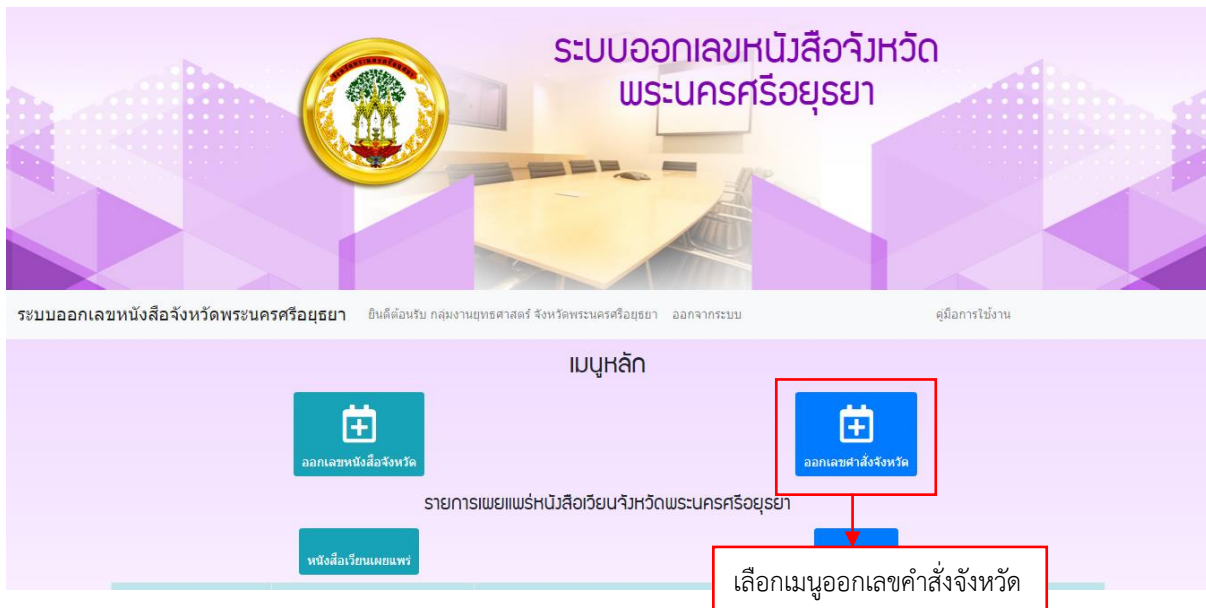 ระบบออกเลขหนังสือจังหวัด
พระนครศรีอยุธยา
ระบบออกเลขหนังสือจังหวัดพระนครศรีอยุธยา ยินดีต้อนรับ กลุ่มงานยุทธศาสตร์ จังหวัดพระนครศรีอยุธยา ออกจากระบบ คู่มือการใช้งาน
เมนูหลัก
ออกเลขหนังสือจังหวัด ออกเลขคำสั่งจังหวัด
รายการเผยแพร่หนังสือเวียนจังหวัดพระนครศรีอยุธยา
หนังสือเวียนเผยแพร่
เลือกเมนูออกเลขคำสั่งจังหวัด